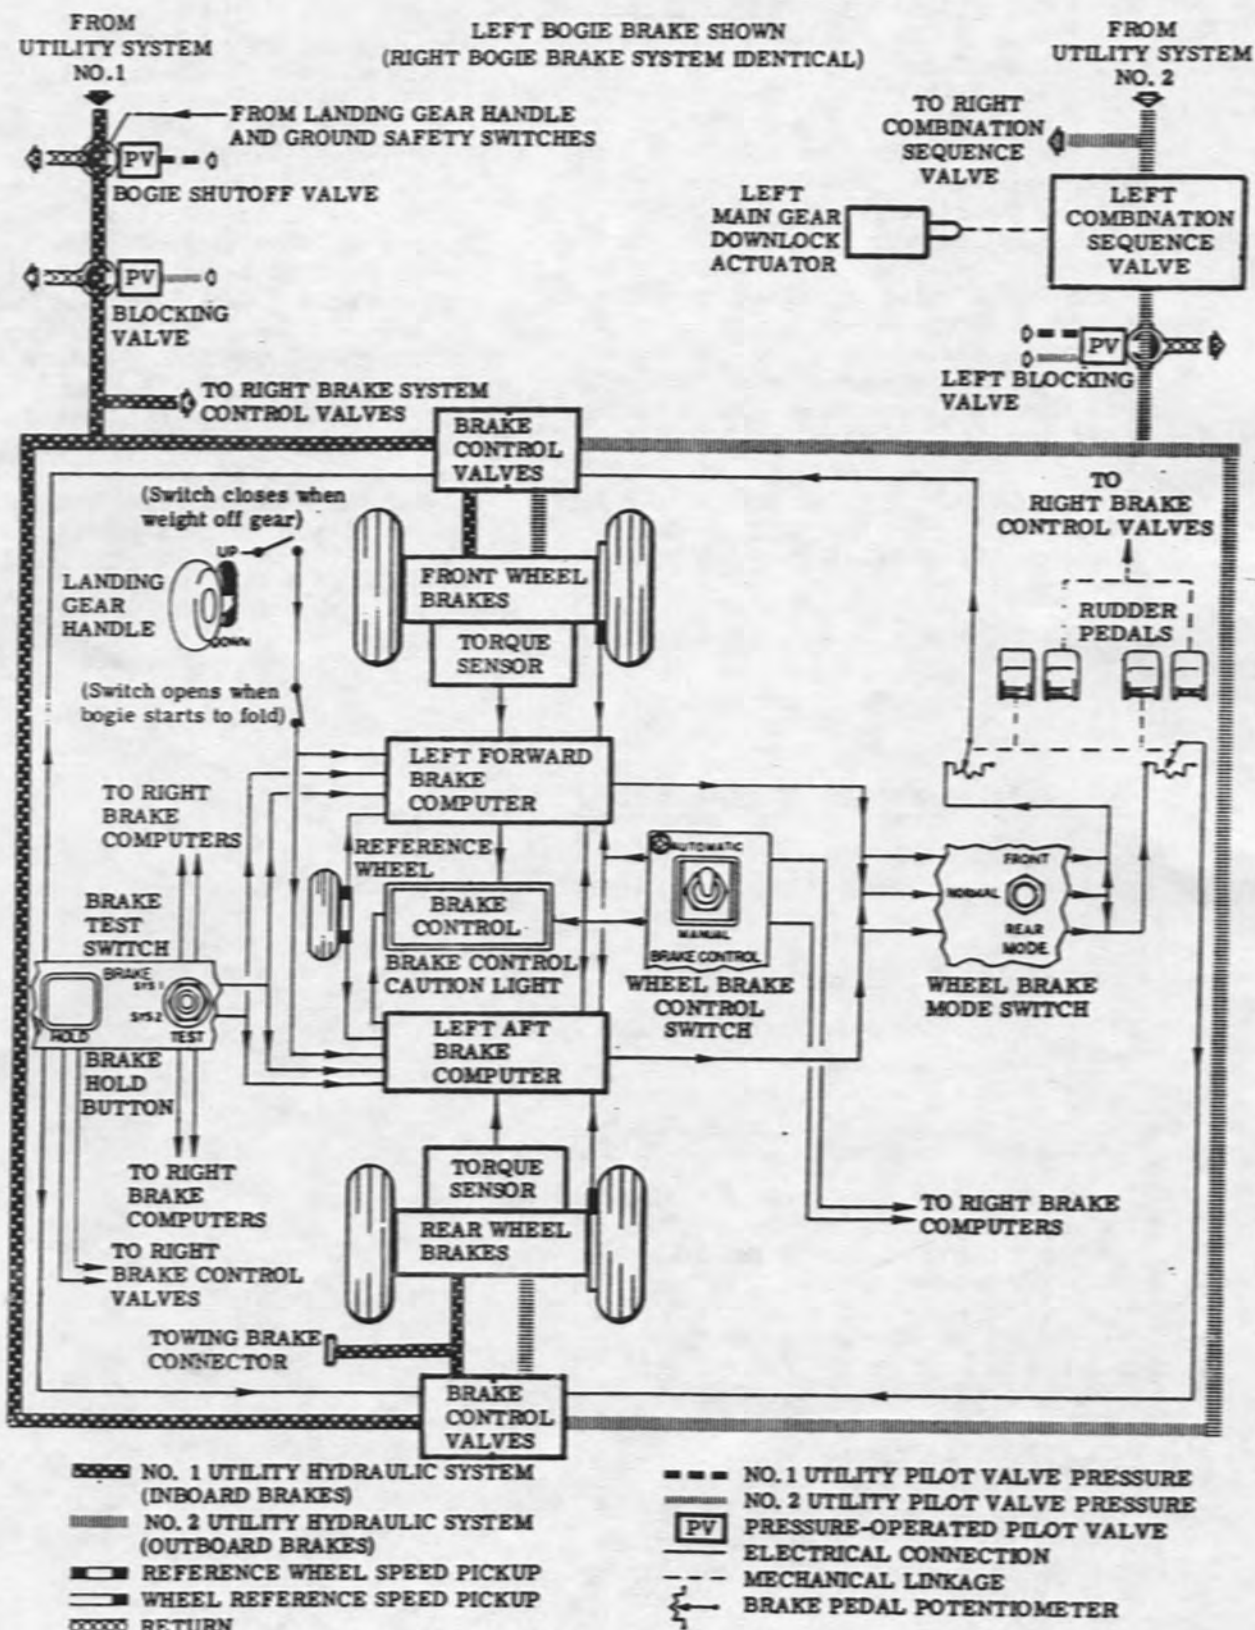 FROM
UTILITY SYSTEM
NO.1
LEFT BOGIE BRAKE SHOWN
(RIGHT BOGIE BRAKE SYSTEM IDENTICAL)
FROM
UTILITY SYSTEM
NO. 2
FROM LANDING GEAR HANDLE
AND GROUND SAFETY SWITCHES
TO RIGHT
COMBINATION
SEQUENCE
VALVE
PV
BOGIE SHUTOFF VALVE
LEFT
MAIN GEAR
DOWNLOCK
ACTUATOR
LEFT
COMBINATION
SEQUENCE
VALVE
PV
BLOCKING
VALVE
PV
LEFT BLOCKING
VALVE
TO RIGHT BRAKE SYSTEM
CONTROL VALVES
BRAKE
CONTROL
VALVES
(Switch closes when
weight off gear)
UP
LANDING
GEAR
HANDLE
DOWN
FRONT WHEEL
BRAKES
TORQUE
SENSOR
TO
RIGHT BRAKE
CONTROL VALVES
RUDDER
PEDALS
(Switch opens when
bogie starts to fold)
LEFT FORWARD
BRAKE
COMPUTER
TO RIGHT
BRAKE
COMPUTERS
REFERENCE
WHEEL
AUTOMATIC
MANUAL
BRAKE CONTROL
WHEEL BRAKE
CONTROL
SWITCH
FRONT
NORMAL
REAR
MODE
WHEEL BRAKE
MODE SWITCH
BRAKE
TEST
SWITCH
BRAKE
CONTROL
BRAKE CONTROL
CAUTION LIGHT
BRAKE
SYS 1
SYS 2
HOLD
TEST
BRAKE
HOLD
BUTTON
LEFT AFT
BRAKE
COMPUTER
TO RIGHT
BRAKE
COMPUTERS
TORQUE
SENSOR
REAR WHEEL
BRAKES
TO RIGHT BRAKE
COMPUTERS
TO RIGHT
BRAKE CONTROL
VALVES
TOWING BRAKE
CONNECTOR
BRAKE
CONTROL
VALVES
NO. 1 UTILITY HYDRAULIC SYSTEM
(INBOARD BRAKES)
NO. 2 UTILITY HYDRAULIC SYSTEM
(OUTBOARD BRAKES)
REFERENCE WHEEL SPEED PICKUP
WHEEL REFERENCE SPEED PICKUP
RETURN
NO. 1 UTILITY PILOT VALVE PRESSURE
NO. 2 UTILITY PILOT VALVE PRESSURE
PV PRESSURE-OPERATED PILOT VALVE
ELECTRICAL CONNECTION
MECHANICAL LINKAGE
BRAKE PEDAL POTENTIOMETER